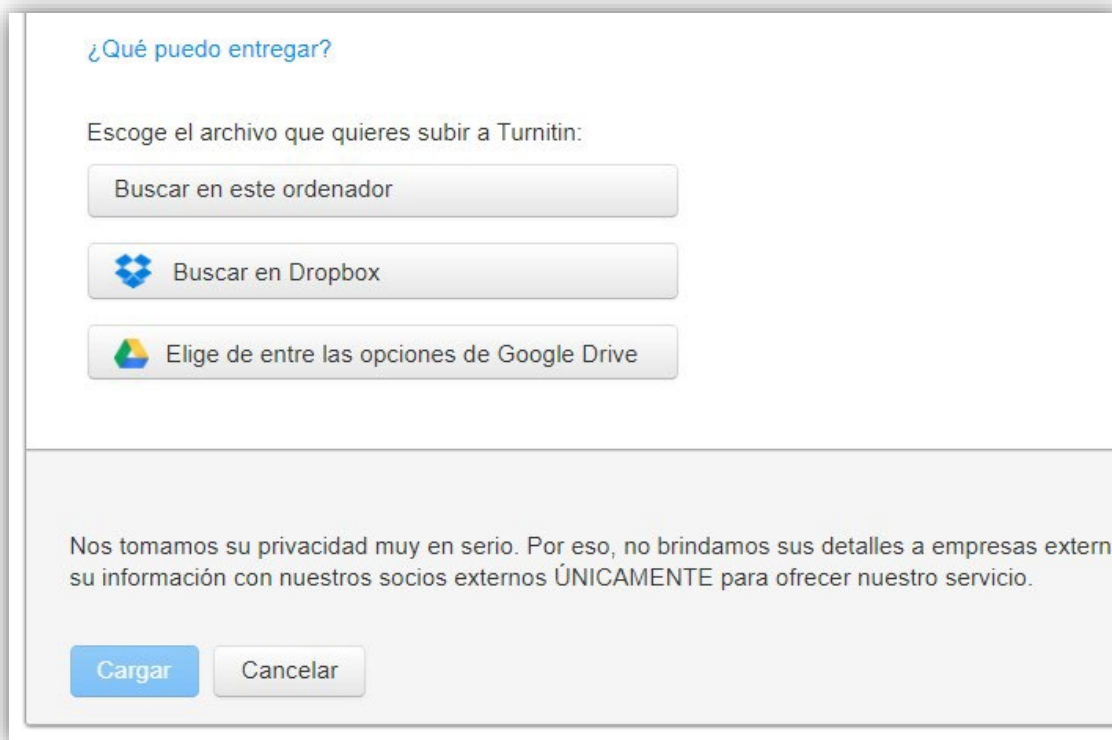 ¿Qué puedo entregar?
Escoge el archivo que quieres subir a Turnitin:
Buscar en este ordenador
Buscar en Dropbox
Elige de entre las opciones de Google Drive
Nos tomamos su privacidad muy en serio. Por eso, no brindamos sus detalles a empresas extern
su información con nuestros socios externos ÚNICAMENTE para ofrecer nuestro servicio.
Cargar
Cancelar